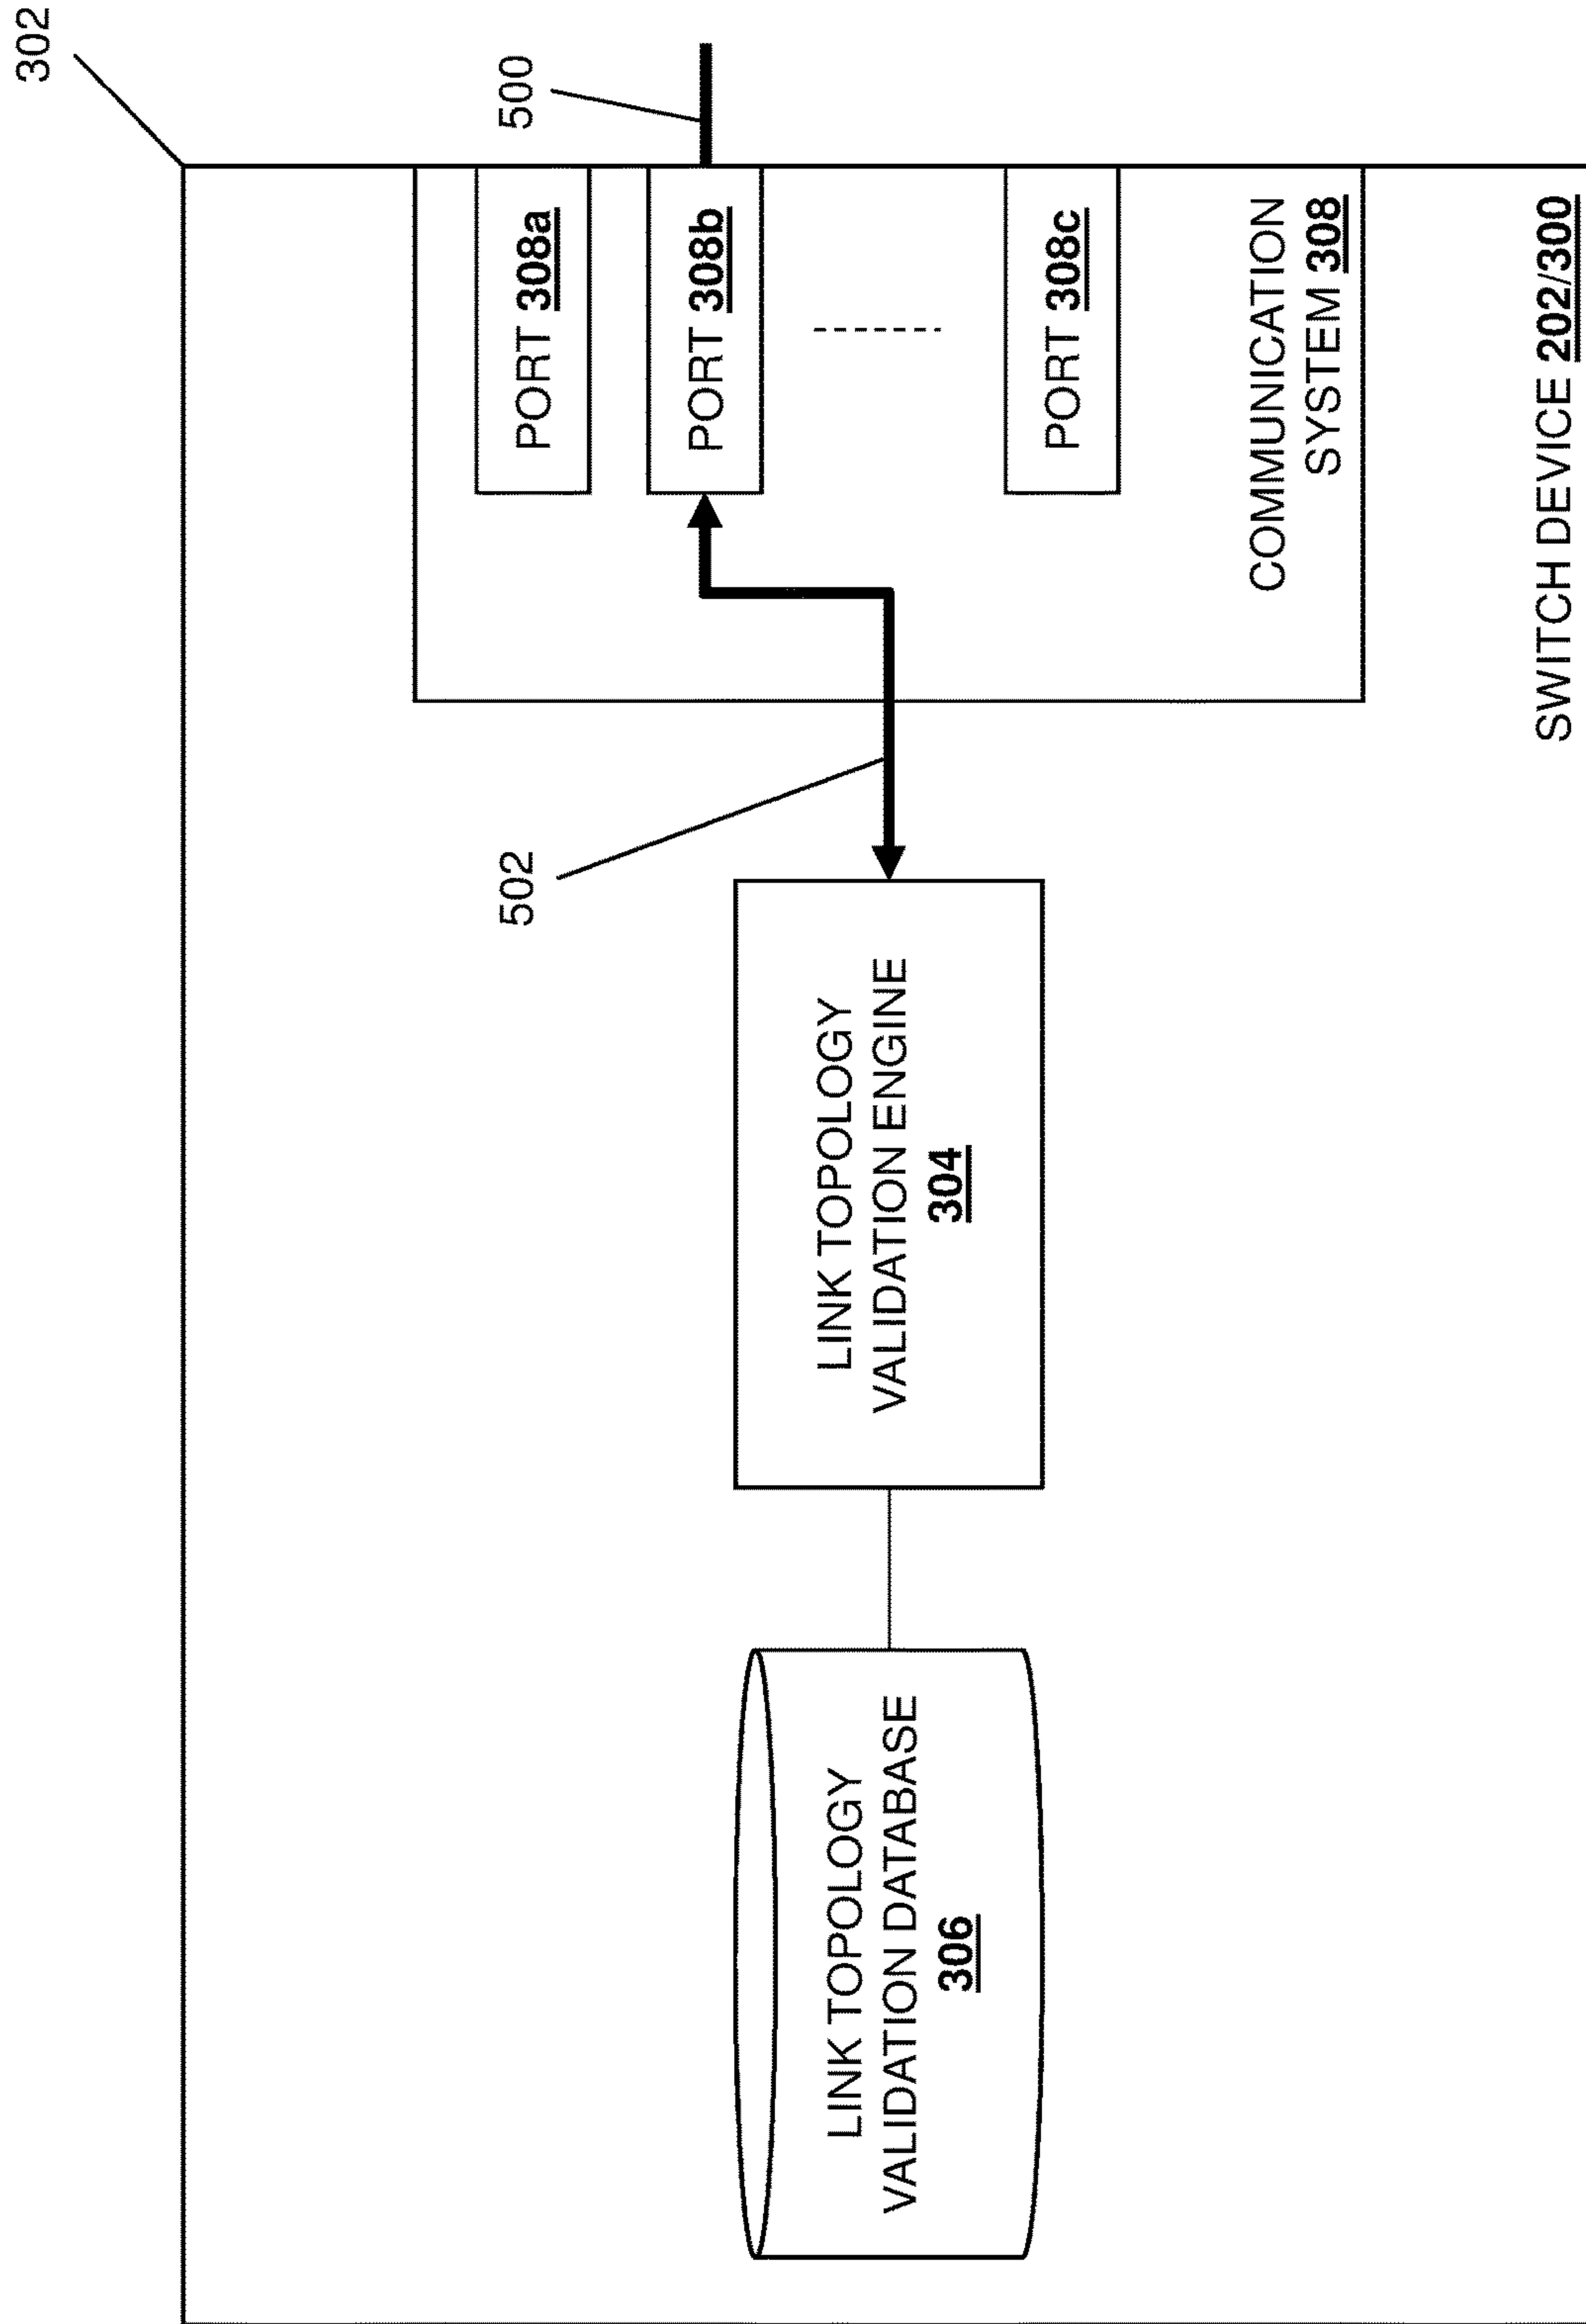 302
500
PORT 308a
PORT 308b
PORT 308c
COMMUNICATION
SYSTEM 308
SWITCH DEVICE 202/300
502
LINK TOPOLOGY
VALIDATION ENGINE
304
LINK TOPOLOGY
VALIDATION DATABASE
306